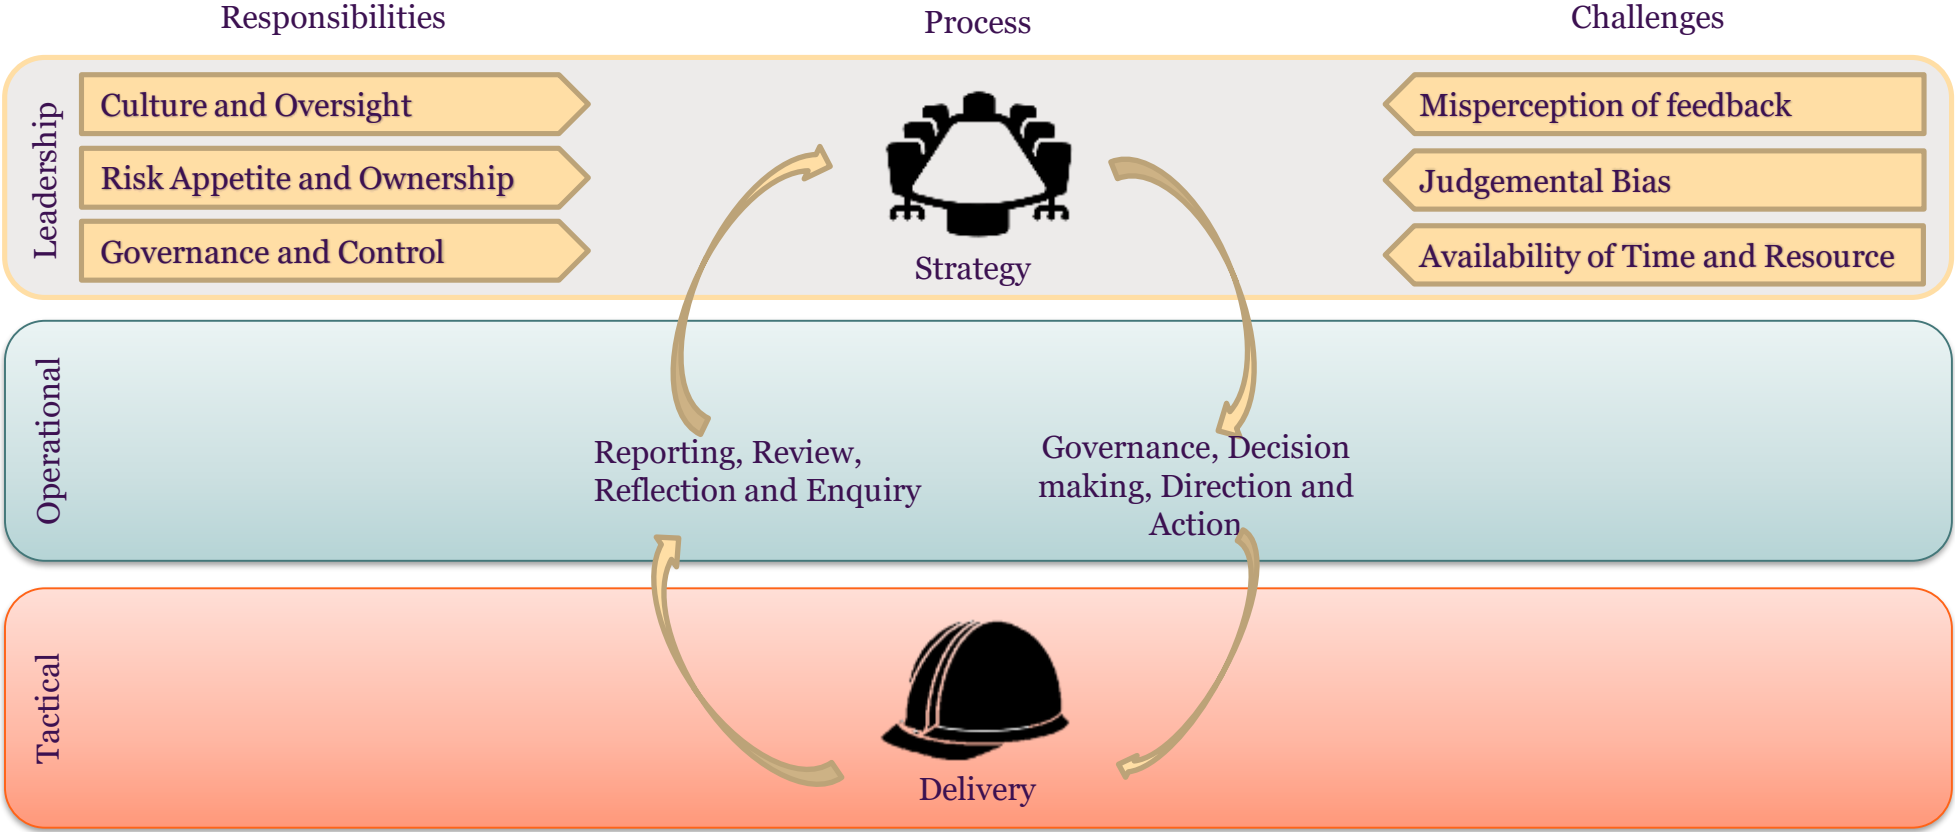 Responsibilities
Process
Challenges
Leadership
Culture and Oversight
Risk Appetite and Ownership
Governance and Control
Strategy
Misperception of feedback
Judgemental Bias
Availability of Time and Resource
Operational
Reporting, Review,
Reflection and Enquiry
Governance, Decision
making, Direction and
Action
Tactical
Delivery